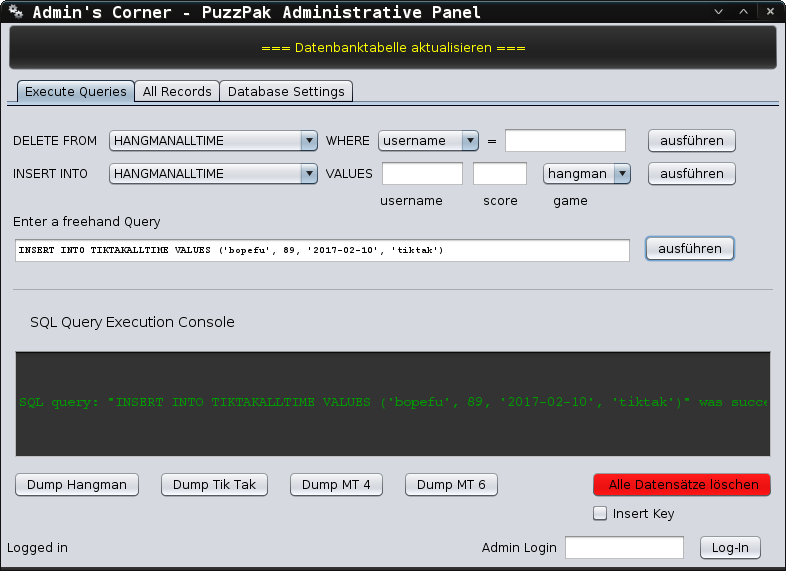 Admin's Corner - PuzzPak Administrative Panel
=== Datenbanktabelle aktualisieren ===
Execute Queries All Records Database Settings
DELETE FROM HANGMANALLTIME WHERE username = ausführen
INSERT INTO HANGMANALLTIME VALUES hangman ausführen
username score game
Enter a freehand Query
INSERT INTO TIKTAKALLTIME VALUES ('bopefu', 89, '2017-02-10', 'tiktak') ausführen
SQL Query Execution Console
SQL query: "INSERT INTO TIKTAKALLTIME VALUES ('bopefu', 89, '2017-02-10', 'tiktak')" was succe
Dump Hangman Dump Tik Tak Dump MT 4 Dump MT 6 Alle Datensätze löschen
Insert Key
Logged in Admin Login Log-In